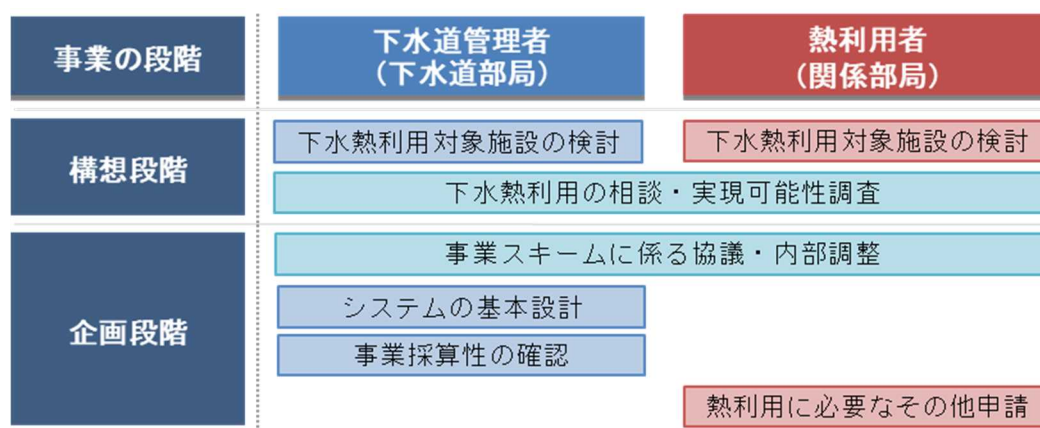 事業の段階
下水道管理者
（下水道部局）
熱利用者
（関係部局）
構想段階
下水熱利用対象施設の検討
下水熱利用対象施設の検討
下水熱利用の相談・実現可能性調査
企画段階
事業スキームに係る協議・内部調整
システムの基本設計
事業採算性の確認
熱利用に必要なその他申請